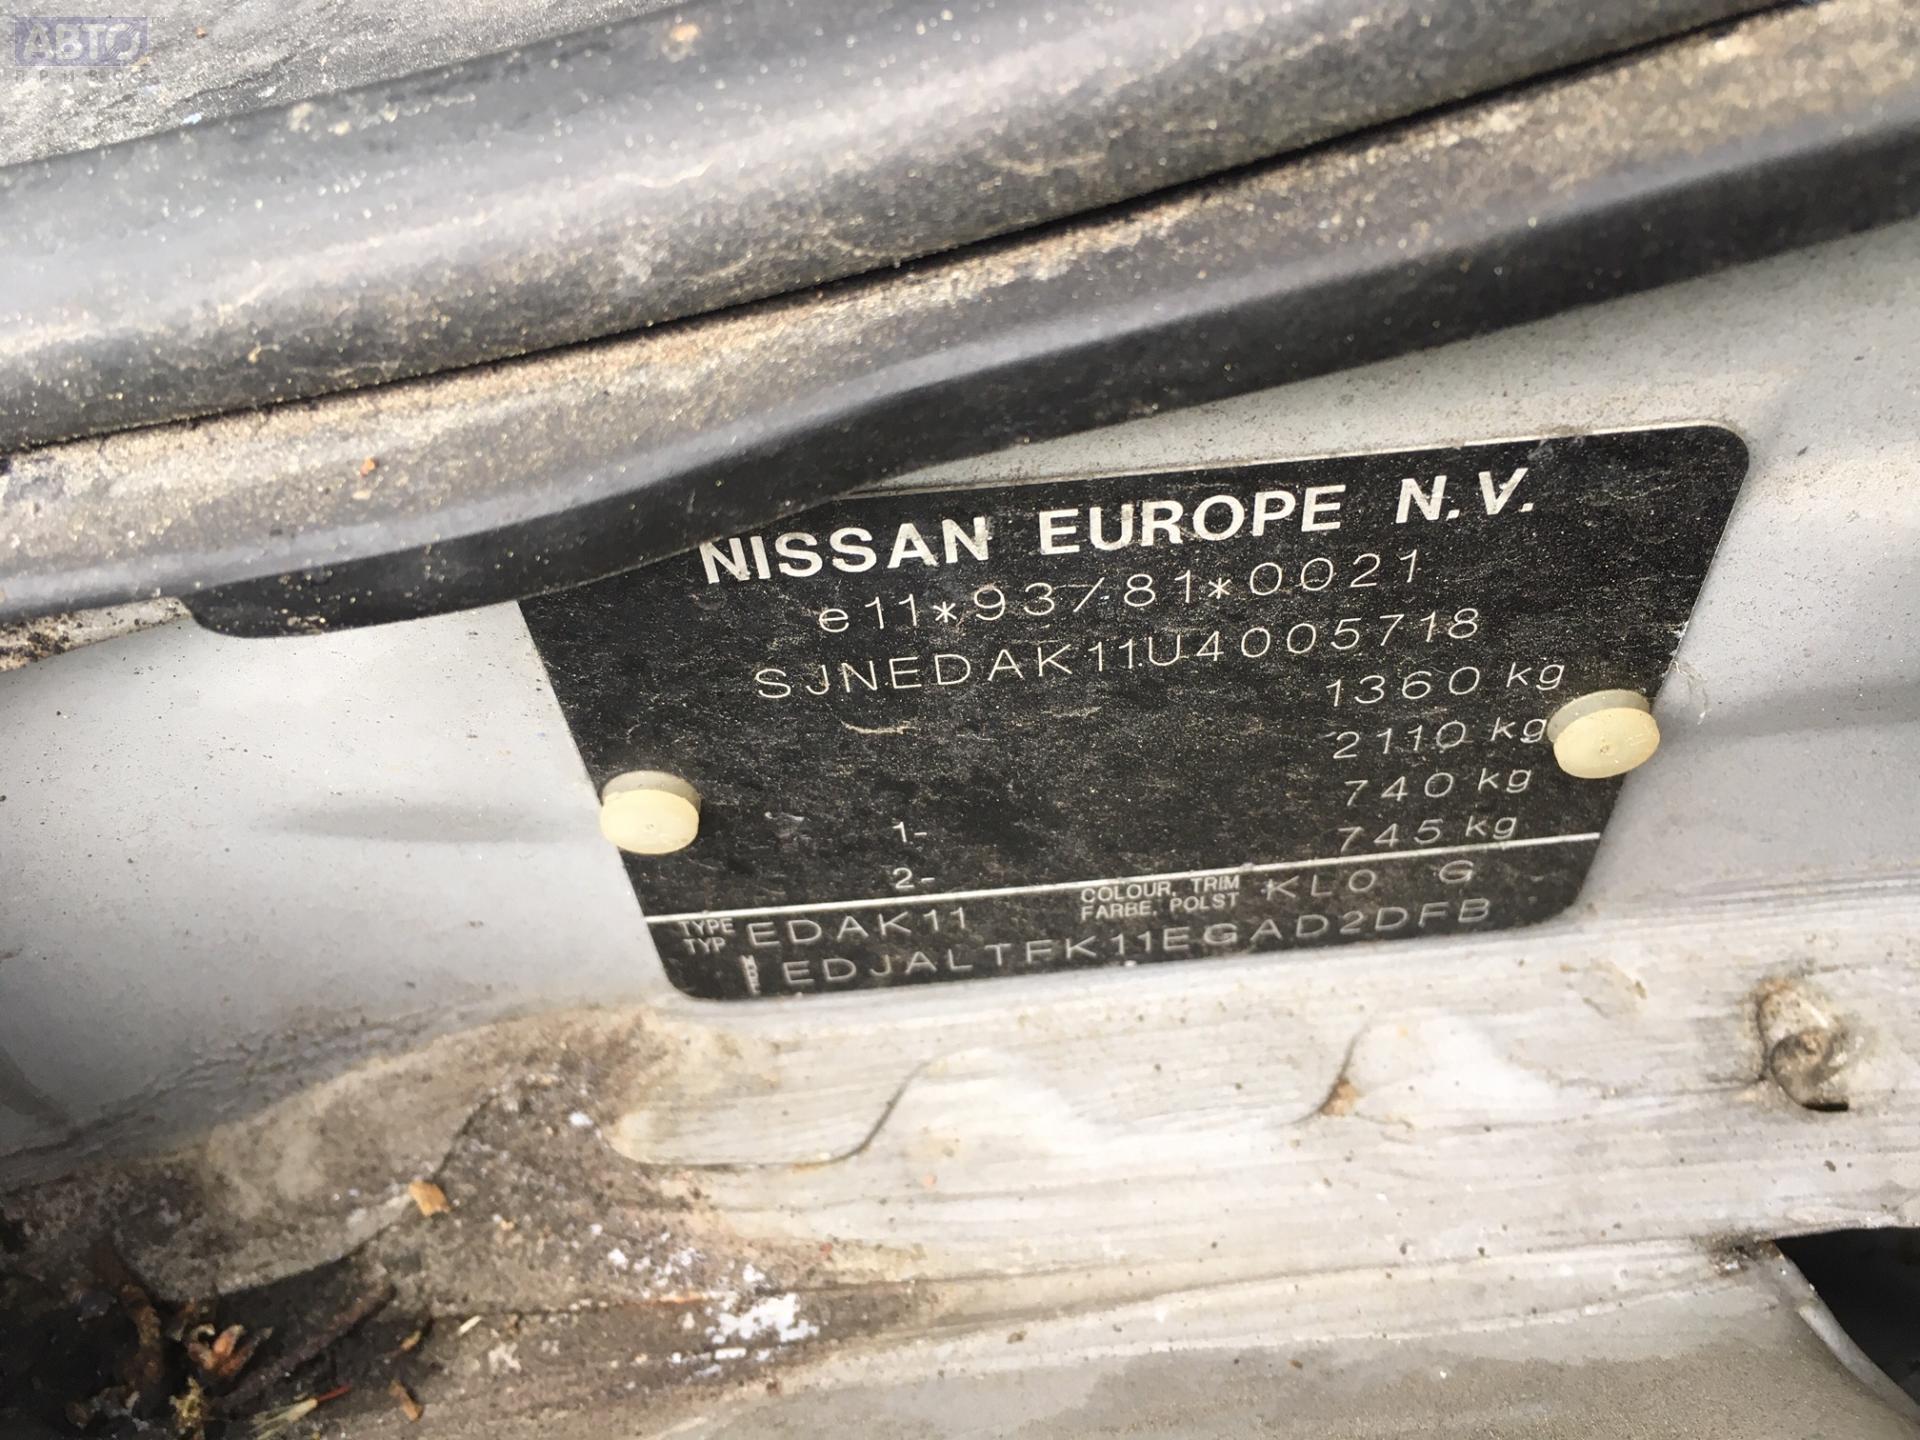 АВТО
ПРИВОЗ
NISSAN EUROPE N.V.
e11*93/81*0021
SJNEDAK11U4005718
1360 kg
2110 kg
1- 740 kg
2- 745 kg
TYPE TYP EDAK11 COLOUR, TRIM FARBE, POLST KL0 G
EDJALTFK11EGAD2DFB